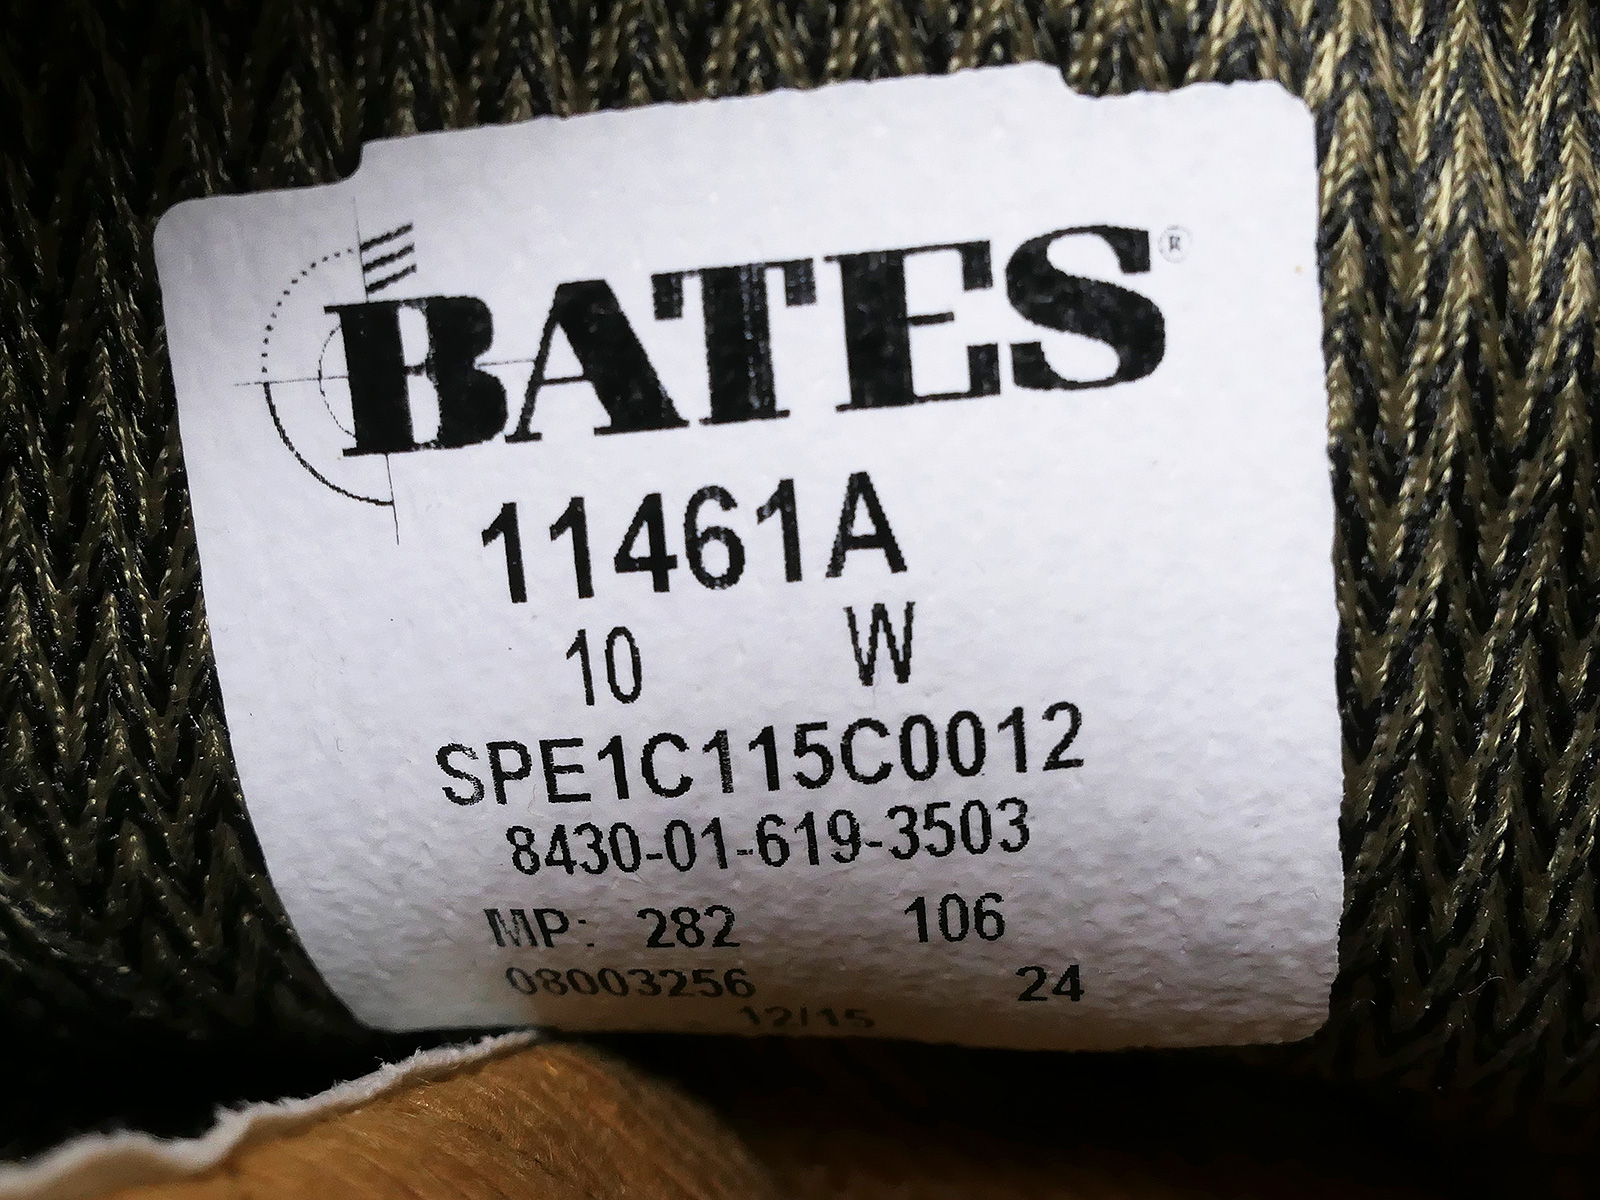 BATES®
11461A
10 W
SPE1C115C0012
8430-01-619-3503
MP: 282 106
08003256 24
12/15